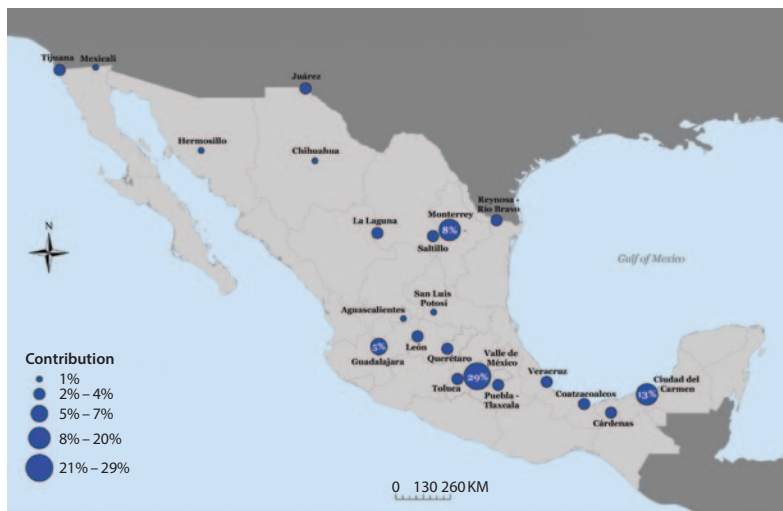 Tijuana
Mexicali
Juárez
Hermosillo
Chihuahua
Reynosa -
Río Bravo
Monterrey
La Laguna
8%
Saltillo
N
Gulf of Mexico
San Luis
Potosí
Aguascalientes
5%
León
Guadalajara
Querétaro
Valle de
México
29%
Toluca
Puebla -
Tlaxcala
Veracruz
Coatzacoalcos
Ciudad del
Carmen
13%
Cárdenas
Contribution
1%
2% – 4%
5% – 7%
8% – 20%
21% – 29%
0 130 260 KM